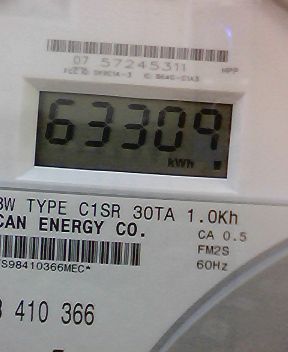 07 57245311
HPP
63309
kWh
3W TYPE C1SR 30TA 1.0Kh
CAN ENERGY CO.
CA 0.5
FM2S
60Hz
S98410366MEC*
410 366